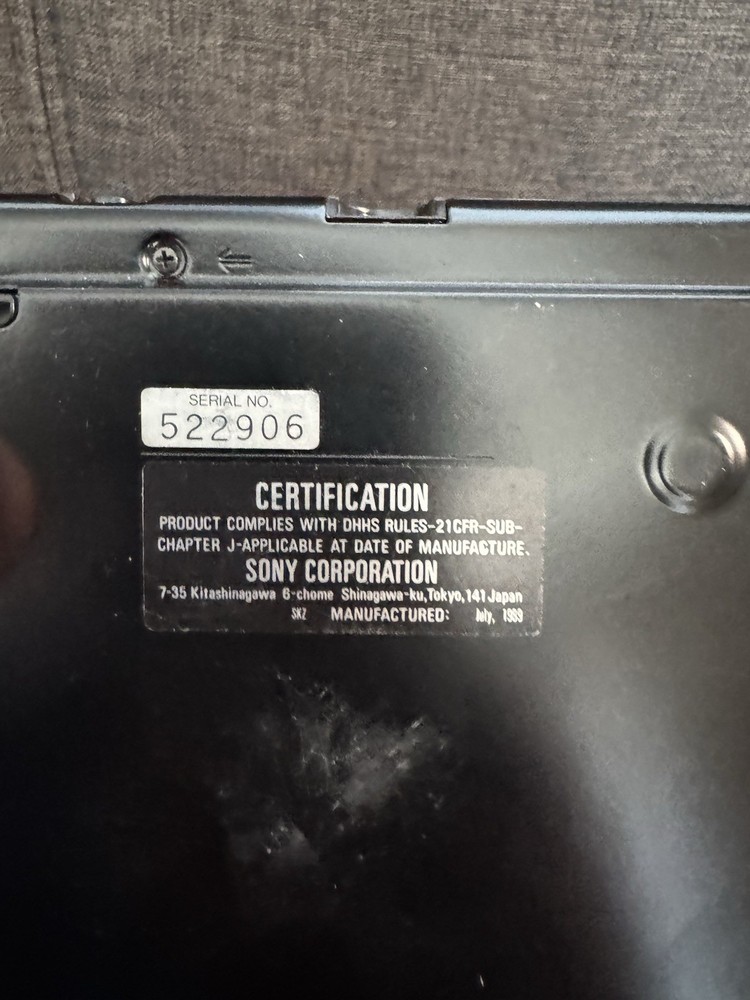 SERIAL NO.
522906
CERTIFICATION
PRODUCT COMPLIES WITH DHHS RULES-21CFR-SUB-
CHAPTER J-APPLICABLE AT DATE OF MANUFACTURE.
SONY CORPORATION
7-35 Kitashinagawa 6-chome Shinagawa-ku,Tokyo,141 Japan
SKZ MANUFACTURED: July, 1989